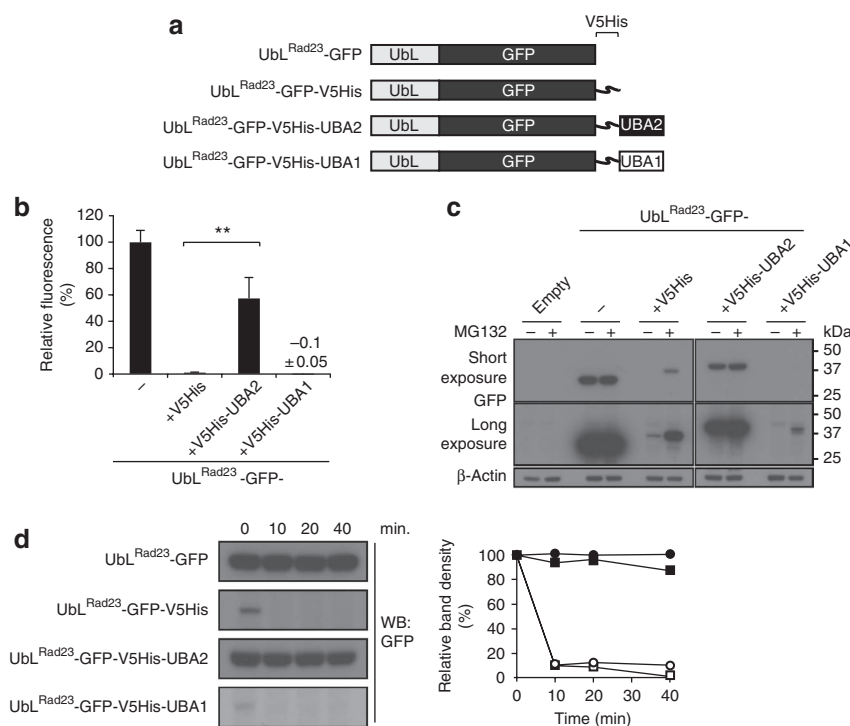 a
V5His
UbL^Rad23-GFP UbL GFP
UbL^Rad23-GFP-V5His UbL GFP
UbL^Rad23-GFP-V5His-UBA2 UbL GFP UBA2
UbL^Rad23-GFP-V5His-UBA1 UbL GFP UBA1
b
Relative fluorescence
(%)
120
100
80
60
40
20
0
**
–0.1
± 0.05
–
+V5His
+V5His-UBA2
+V5His-UBA1
UbL^Rad23-GFP-
c
UbL^Rad23-GFP-
Empty
–
+V5His
+V5His-UBA2
+V5His-UBA1
MG132 – + – + – + – + – + kDa
Short
exposure
GFP
Long
exposure
50
37
25
50
37
25
β-Actin
d
0 10 20 40 min.
UbL^Rad23-GFP
UbL^Rad23-GFP-V5His
UbL^Rad23-GFP-V5His-UBA2
UbL^Rad23-GFP-V5His-UBA1
WB:
GFP
Relative band density
(%)
100
80
60
40
20
0
0 10 20 30 40
Time (min)